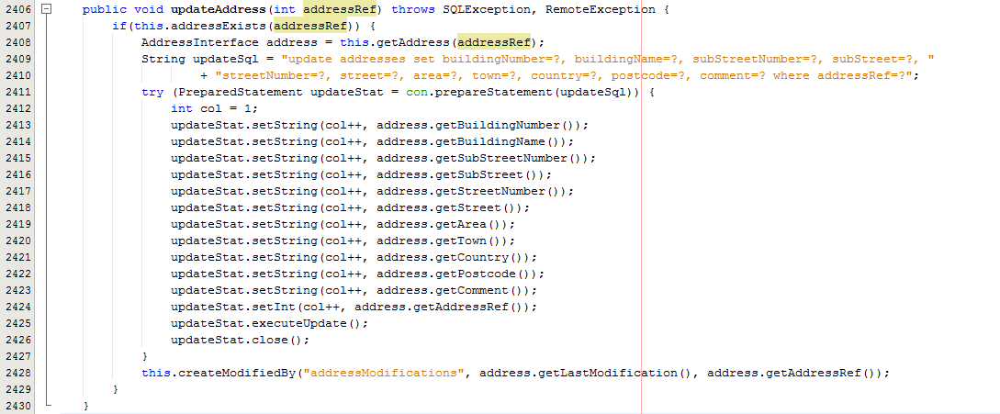 2406 public void updateAddress(int addressRef) throws SQLException, RemoteException {
2407 if(this.addressExists(addressRef)) {
2408 AddressInterface address = this.getAddress(addressRef);
2409 String updateSql = "update addresses set buildingNumber=?, buildingName=?, subStreetNumber=?, subStreet=?, "
2410 + "streetNumber=?, street=?, area=?, town=?, country=?, postcode=?, comment=? where addressRef=?";
2411 try (PreparedStatement updateStat = con.prepareStatement(updateSql)) {
2412 int col = 1;
2413 updateStat.setString(col++, address.getBuildingNumber());
2414 updateStat.setString(col++, address.getBuildingName());
2415 updateStat.setString(col++, address.getSubStreetNumber());
2416 updateStat.setString(col++, address.getSubStreet());
2417 updateStat.setString(col++, address.getStreetNumber());
2418 updateStat.setString(col++, address.getStreet());
2419 updateStat.setString(col++, address.getArea());
2420 updateStat.setString(col++, address.getTown());
2421 updateStat.setString(col++, address.getCountry());
2422 updateStat.setString(col++, address.getPostcode());
2423 updateStat.setString(col++, address.getComment());
2424 updateStat.setInt(col++, address.getAddressRef());
2425 updateStat.executeUpdate();
2426 updateStat.close();
2427 }
2428 this.createModifiedBy("addressModifications", address.getLastModification(), address.getAddressRef());
2429 }
2430 }